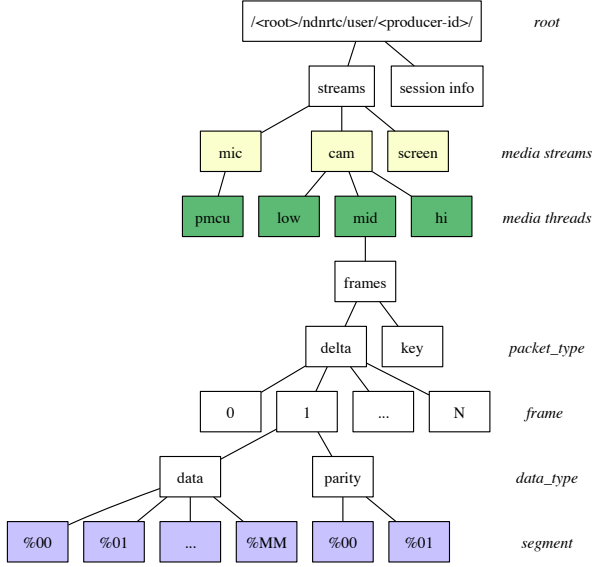 /<root>/ndnrtc/user/<producer-id>/ root
streams session info
mic cam screen media streams
pmcu low mid hi media threads
frames
delta key packet_type
0 1 ... N frame
data parity data_type
%00 %01 ... %MM %00 %01 segment